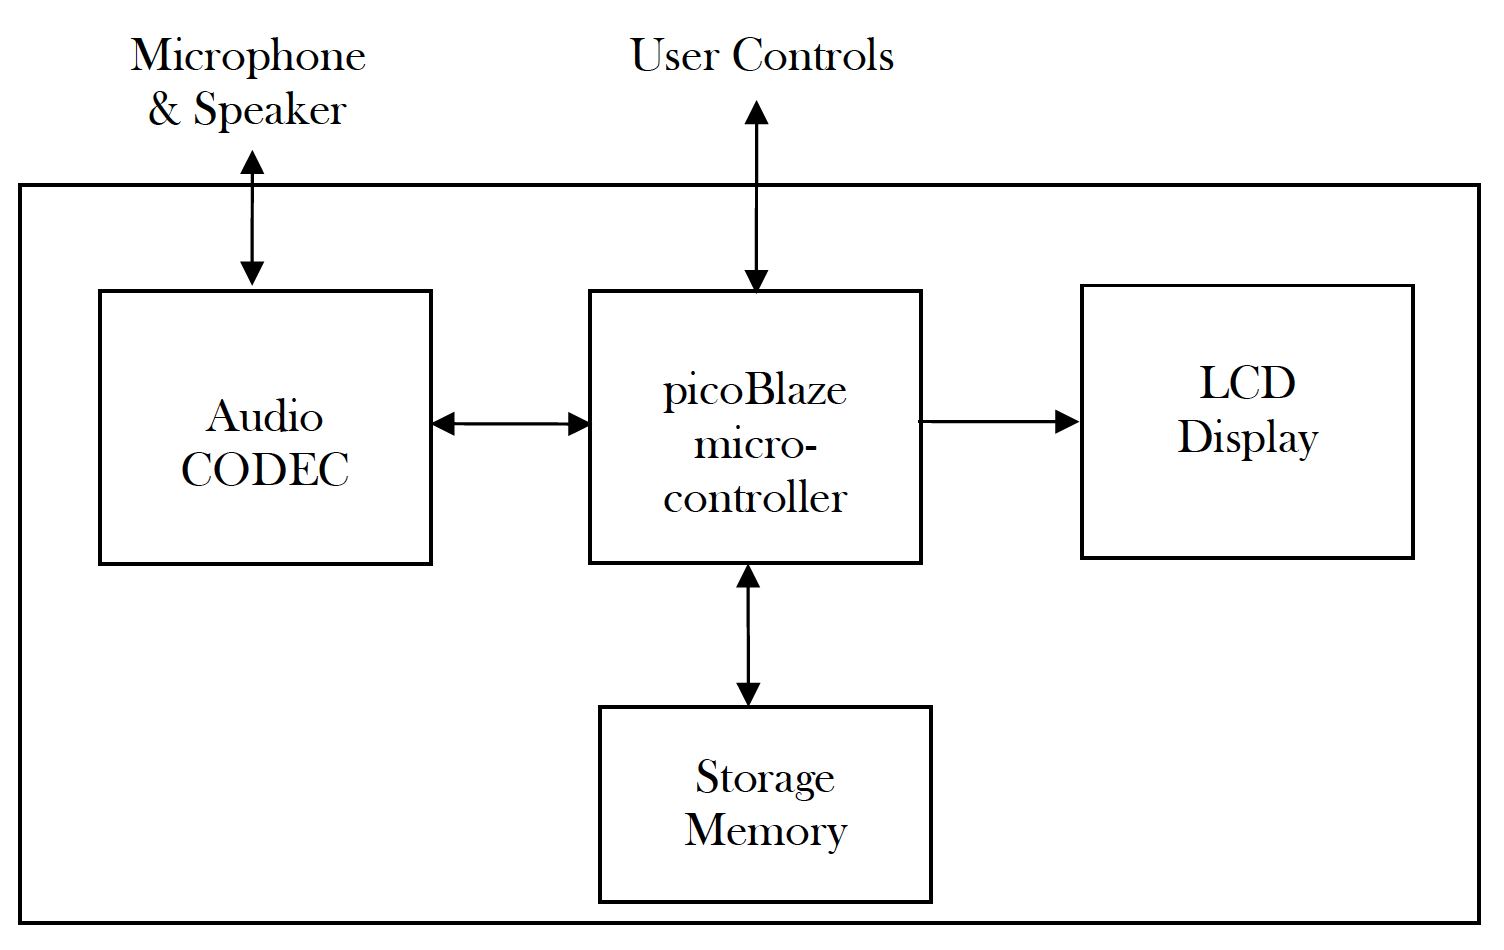 Microphone
& Speaker
User Controls
Audio
CODEC
picoBlaze
micro-
controller
LCD
Display
Storage
Memory